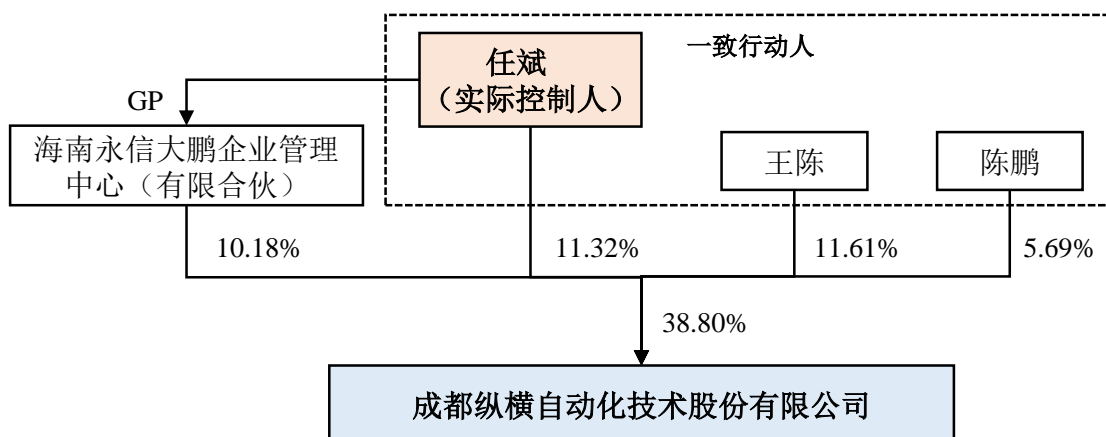 一致行动人
任斌
（实际控制人）
GP
海南永信大鹏企业管理
中心（有限合伙）
王陈
陈鹏
10.18%
11.32%
11.61%
5.69%
38.80%
成都纵横自动化技术股份有限公司